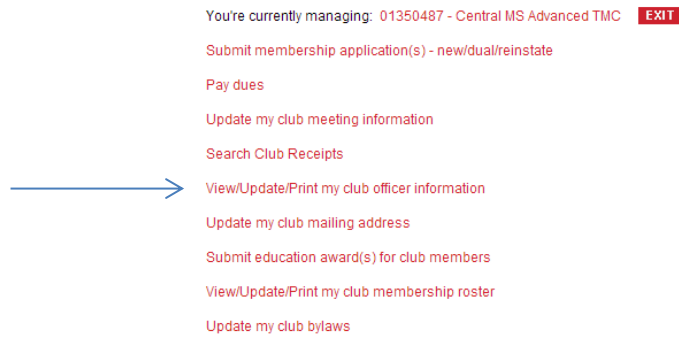 You're currently managing: 01350487 - Central MS Advanced TMC EXIT
Submit membership application(s) - new/dual/reinstate
Pay dues
Update my club meeting information
Search Club Receipts
View/Update/Print my club officer information
Update my club mailing address
Submit education award(s) for club members
View/Update/Print my club membership roster
Update my club bylaws